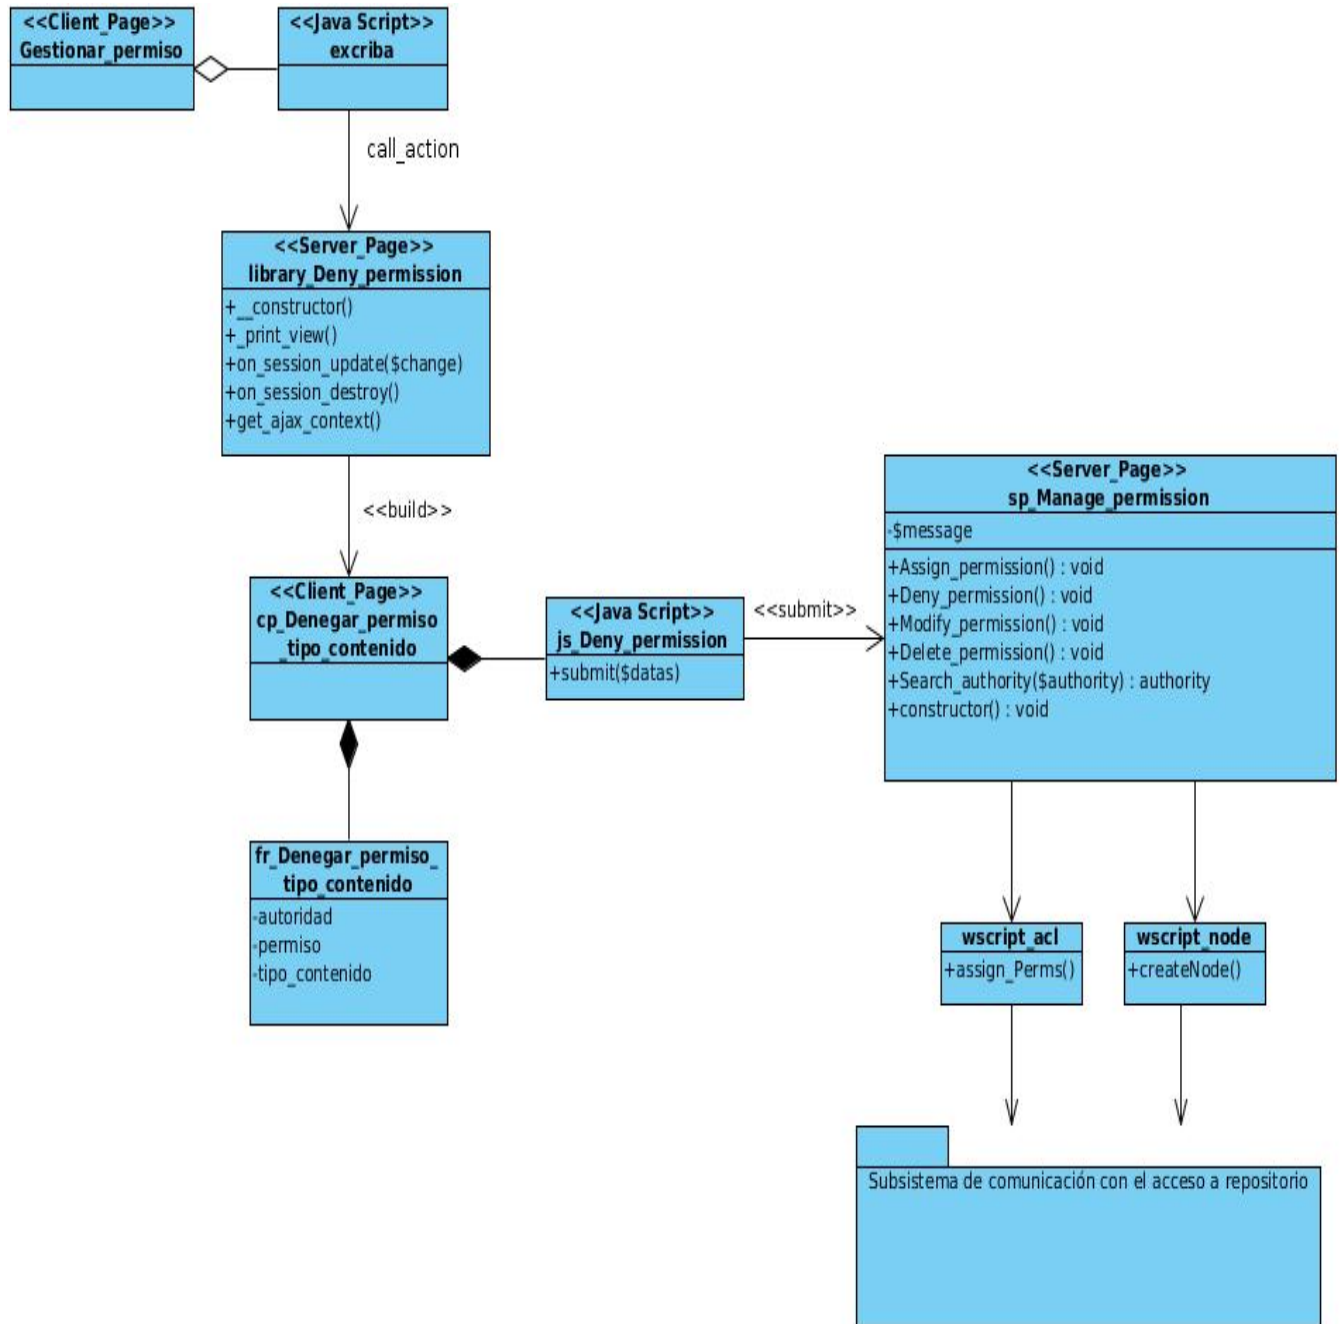 <<Client_Page>>
Gestionar_permiso
<<Java Script>>
excriba
call_action
<<Server_Page>>
library_Deny_permission
+__constructor()
+_print_view()
+on_session_update($change)
+on_session_destroy()
+get_ajax_context()
<<build>>
<<Client_Page>>
cp_Denegar_permiso
_tipo_contenido
<<Java Script>>
js_Deny_permission
+submit($datas)
<<submit>>
<<Server_Page>>
sp_Manage_permission
-$message
+Assign_permission() : void
+Deny_permission() : void
+Modify_permission() : void
+Delete_permission() : void
+Search_authority($authority) : authority
+constructor() : void
fr_Denegar_permiso_
tipo_contenido
-autoridad
-permiso
-tipo_contenido
wscript_acl
+assign_Perms()
wscript_node
+createNode()
Subsistema de comunicación con el acceso a repositorio